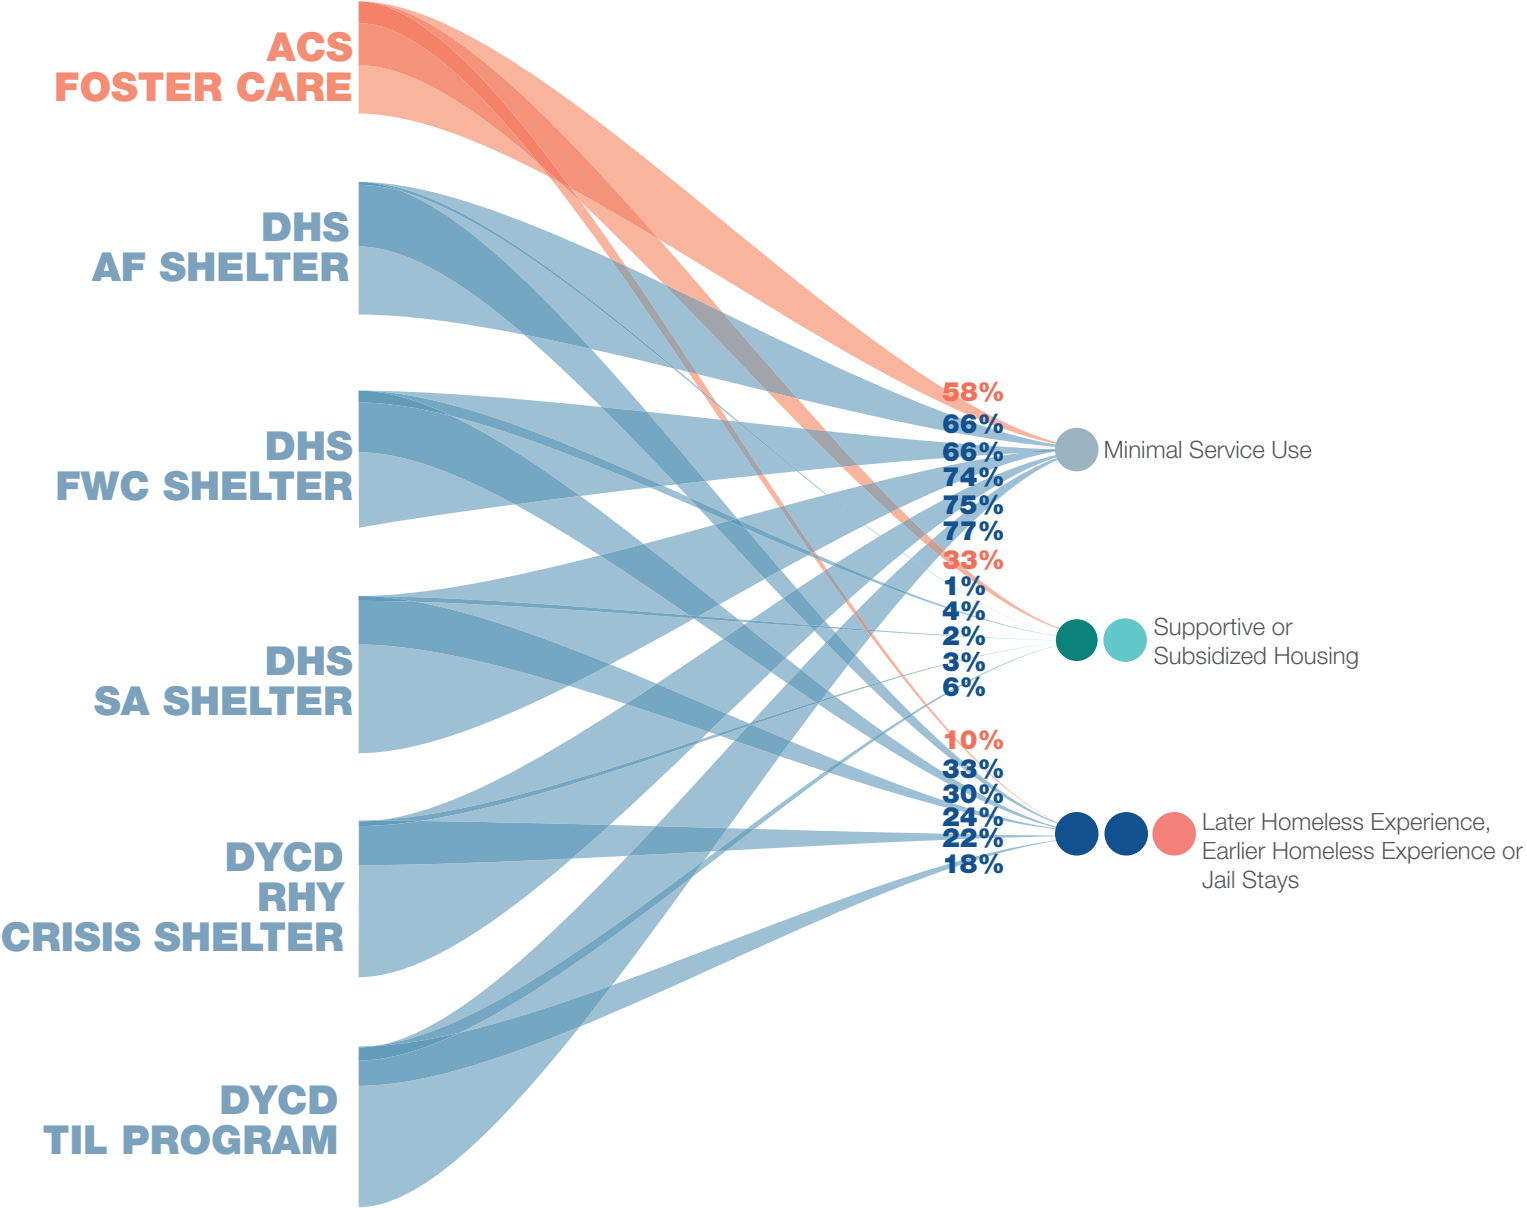 ACS
FOSTER CARE
DHS
AF SHELTER
DHS
FWC SHELTER
DHS
SA SHELTER
DYCD
RHY
CRISIS SHELTER
DYCD
TIL PROGRAM
58%
66%
66%
74%
75%
77%
Minimal Service Use
33%
1%
4%
2%
3%
6%
Supportive or
Subsidized Housing
10%
33%
30%
24%
22%
18%
Later Homeless Experience,
Earlier Homeless Experience or
Jail Stays